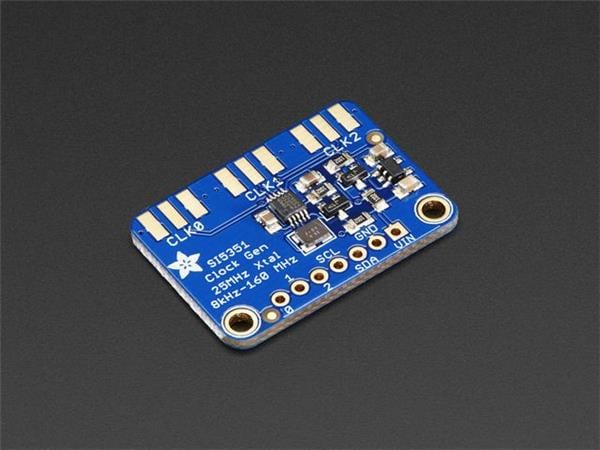 CLK0
CLK1
CLK2
SI5351
Clock Gen
25MHz Xtal
8kHz-160 MHz
0
1
2
SCL
SDA
GND
VIN